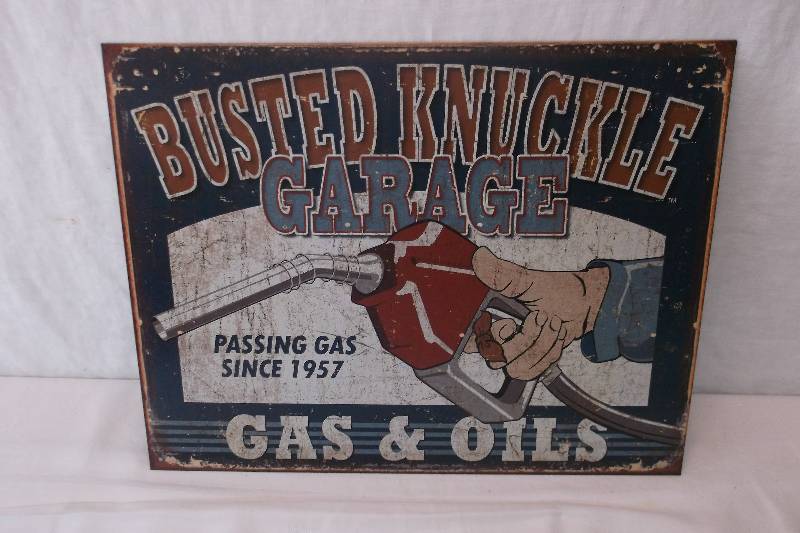 BUSTED KNUCKLE
GARAGE
PASSING GAS
SINCE 1957
GAS & OILS